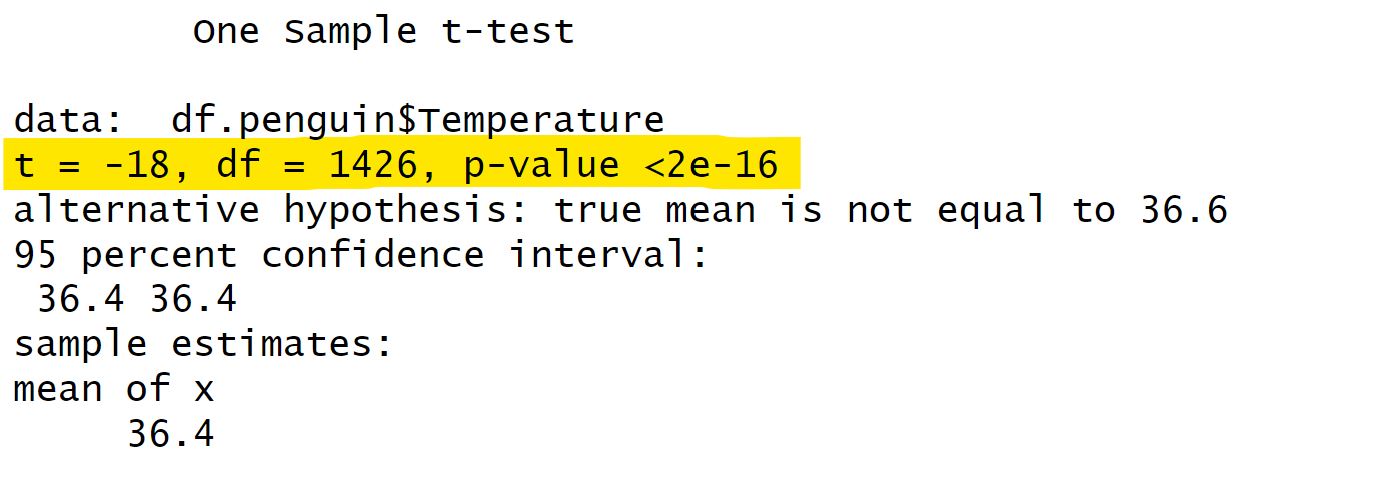 One Sample t-test
data:  df.penguin$Temperature
t = -18, df = 1426, p-value <2e-16
alternative hypothesis: true mean is not equal to 36.6
95 percent confidence interval:
36.4 36.4
sample estimates:
mean of x
36.4